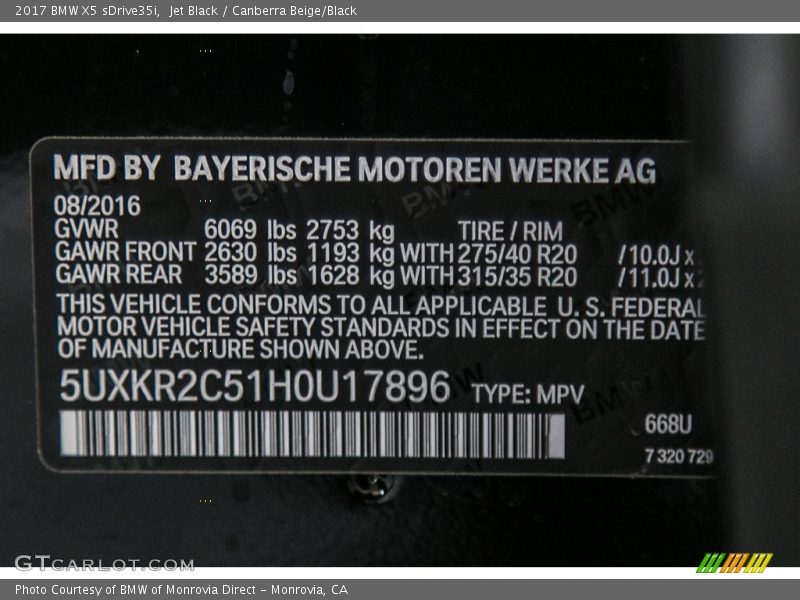 2017 BMW X5 sDrive35i, Jet Black / Canberra Beige/Black
MFD BY BAYERISCHE MOTOREN WERKE AG
08/2016
GVWR 6069 lbs 2753 kg TIRE / RIM
GAWR FRONT 2630 lbs 1193 kg WITH 275/40 R20 /10.0J x
GAWR REAR 3589 lbs 1628 kg WITH 315/35 R20 /11.0J x
THIS VEHICLE CONFORMS TO ALL APPLICABLE U.S. FEDERAL
MOTOR VEHICLE SAFETY STANDARDS IN EFFECT ON THE DATE
OF MANUFACTURE SHOWN ABOVE.
5UXKR2C51H0U17896 TYPE: MPV
668U
7 320 729
GTCARLOT.COM
Photo Courtesy of BMW of Monrovia Direct - Monrovia, CA